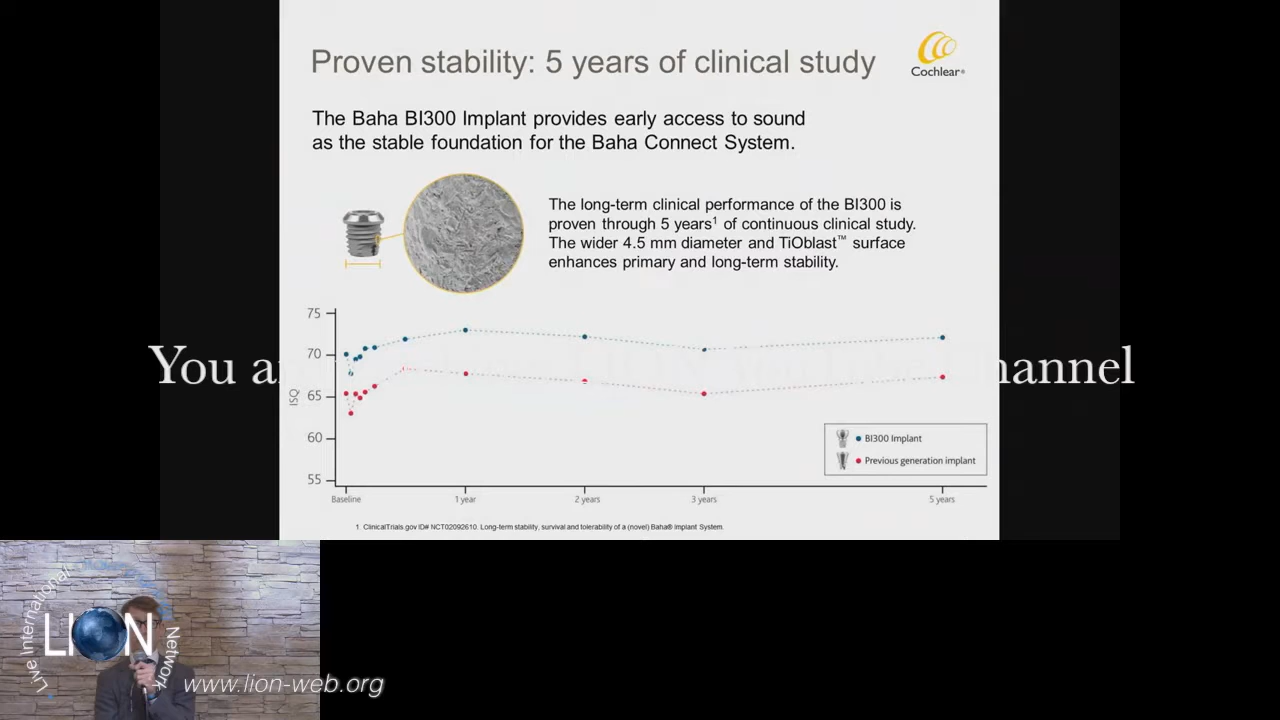 Proven stability: 5 years of clinical study
Cochlear®
The Baha BI300 Implant provides early access to sound
as the stable foundation for the Baha Connect System.
The long-term clinical performance of the BI300 is
proven through 5 years¹ of continuous clinical study.
The wider 4.5 mm diameter and TiOblast™ surface
enhances primary and long-term stability.
75
70
65
60
55
ISQ
Baseline
1 year
2 years
3 years
5 years
BI300 Implant
Previous generation implant
1 ClinicalTrials.gov ID# NCT02092610. Long-term stability, survival and tolerability of a (novel) Baha® Implant System.
You
Live International
LION
Network
www.lion-web.org